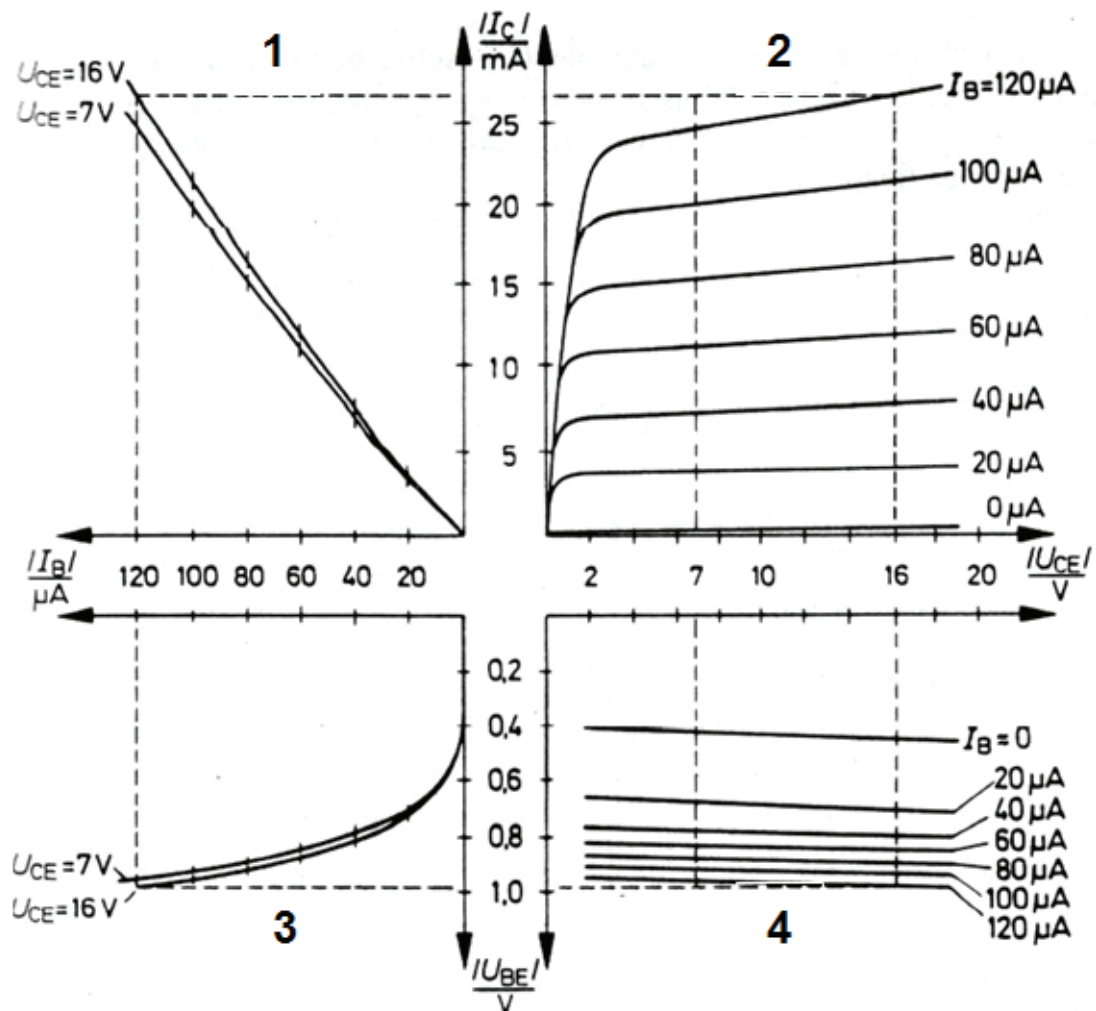 1
|I_C|
mA
2
U_CE = 16 V
U_CE = 7 V
25
20
15
10
5
I_B = 120 µA
100 µA
80 µA
60 µA
40 µA
20 µA
0 µA
|I_B|
µA
120 100 80 60 40 20
2 7 10 16 20
|U_CE|
V
0,2
0,4
0,6
0,8
1,0
U_CE = 7 V
U_CE = 16 V
3
I_B = 0
20 µA
40 µA
60 µA
80 µA
100 µA
120 µA
4
|U_BE|
V